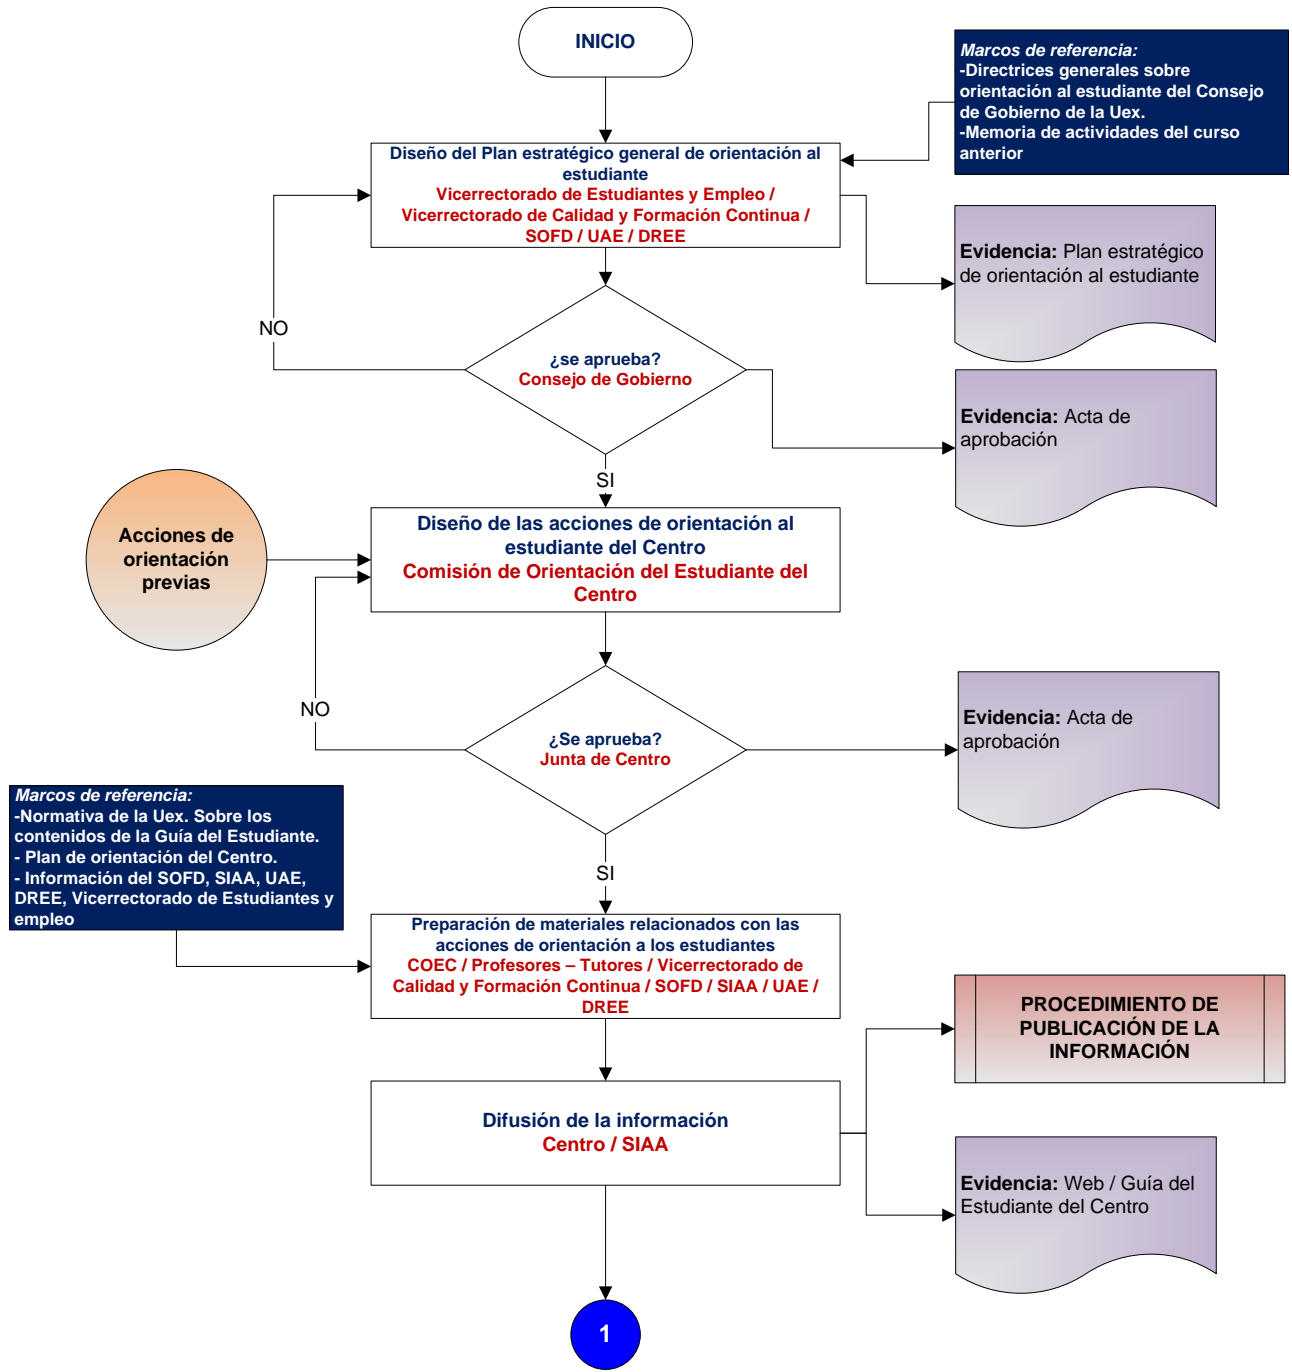 INICIO
Marcos de referencia:
-Directrices generales sobre
orientación al estudiante del Consejo
de Gobierno de la Uex.
-Memoria de actividades del curso
anterior
Diseño del Plan estratégico general de orientación al
estudiante
Vicerrectorado de Estudiantes y Empleo /
Vicerrectorado de Calidad y Formación Continua /
SOFD / UAE / DREE
Evidencia: Plan estratégico
de orientación al estudiante
NO
¿se aprueba?
Consejo de Gobierno
Evidencia: Acta de
aprobación
SI
Acciones de
orientación
previas
Diseño de las acciones de orientación al
estudiante del Centro
Comisión de Orientación del Estudiante del
Centro
NO
¿Se aprueba?
Junta de Centro
Evidencia: Acta de
aprobación
Marcos de referencia:
-Normativa de la Uex. Sobre los
contenidos de la Guía del Estudiante.
- Plan de orientación del Centro.
- Información del SOFD, SIAA, UAE,
DREE, Vicerrectorado de Estudiantes y
empleo
SI
Preparación de materiales relacionados con las
acciones de orientación a los estudiantes
COEC / Profesores – Tutores / Vicerrectorado de
Calidad y Formación Continua / SOFD / SIAA / UAE /
DREE
PROCEDIMIENTO DE
PUBLICACIÓN DE LA
INFORMACIÓN
Difusión de la información
Centro / SIAA
Evidencia: Web / Guía del
Estudiante del Centro
1